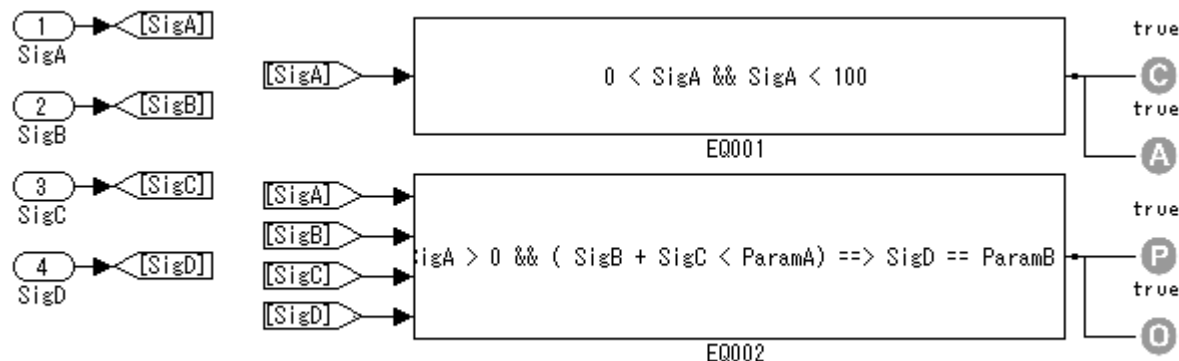 1
SigA
[SigA]
2
SigB
[SigB]
3
SigC
[SigC]
4
SigD
[SigD]
[SigA]
0 < SigA && SigA < 100
EQ001
true
C
true
A
[SigA]
[SigB]
[SigC]
[SigD]
igA > 0 && ( SigB + SigC < ParamA) ==> SigD == ParamB
EQ002
true
P
true
O